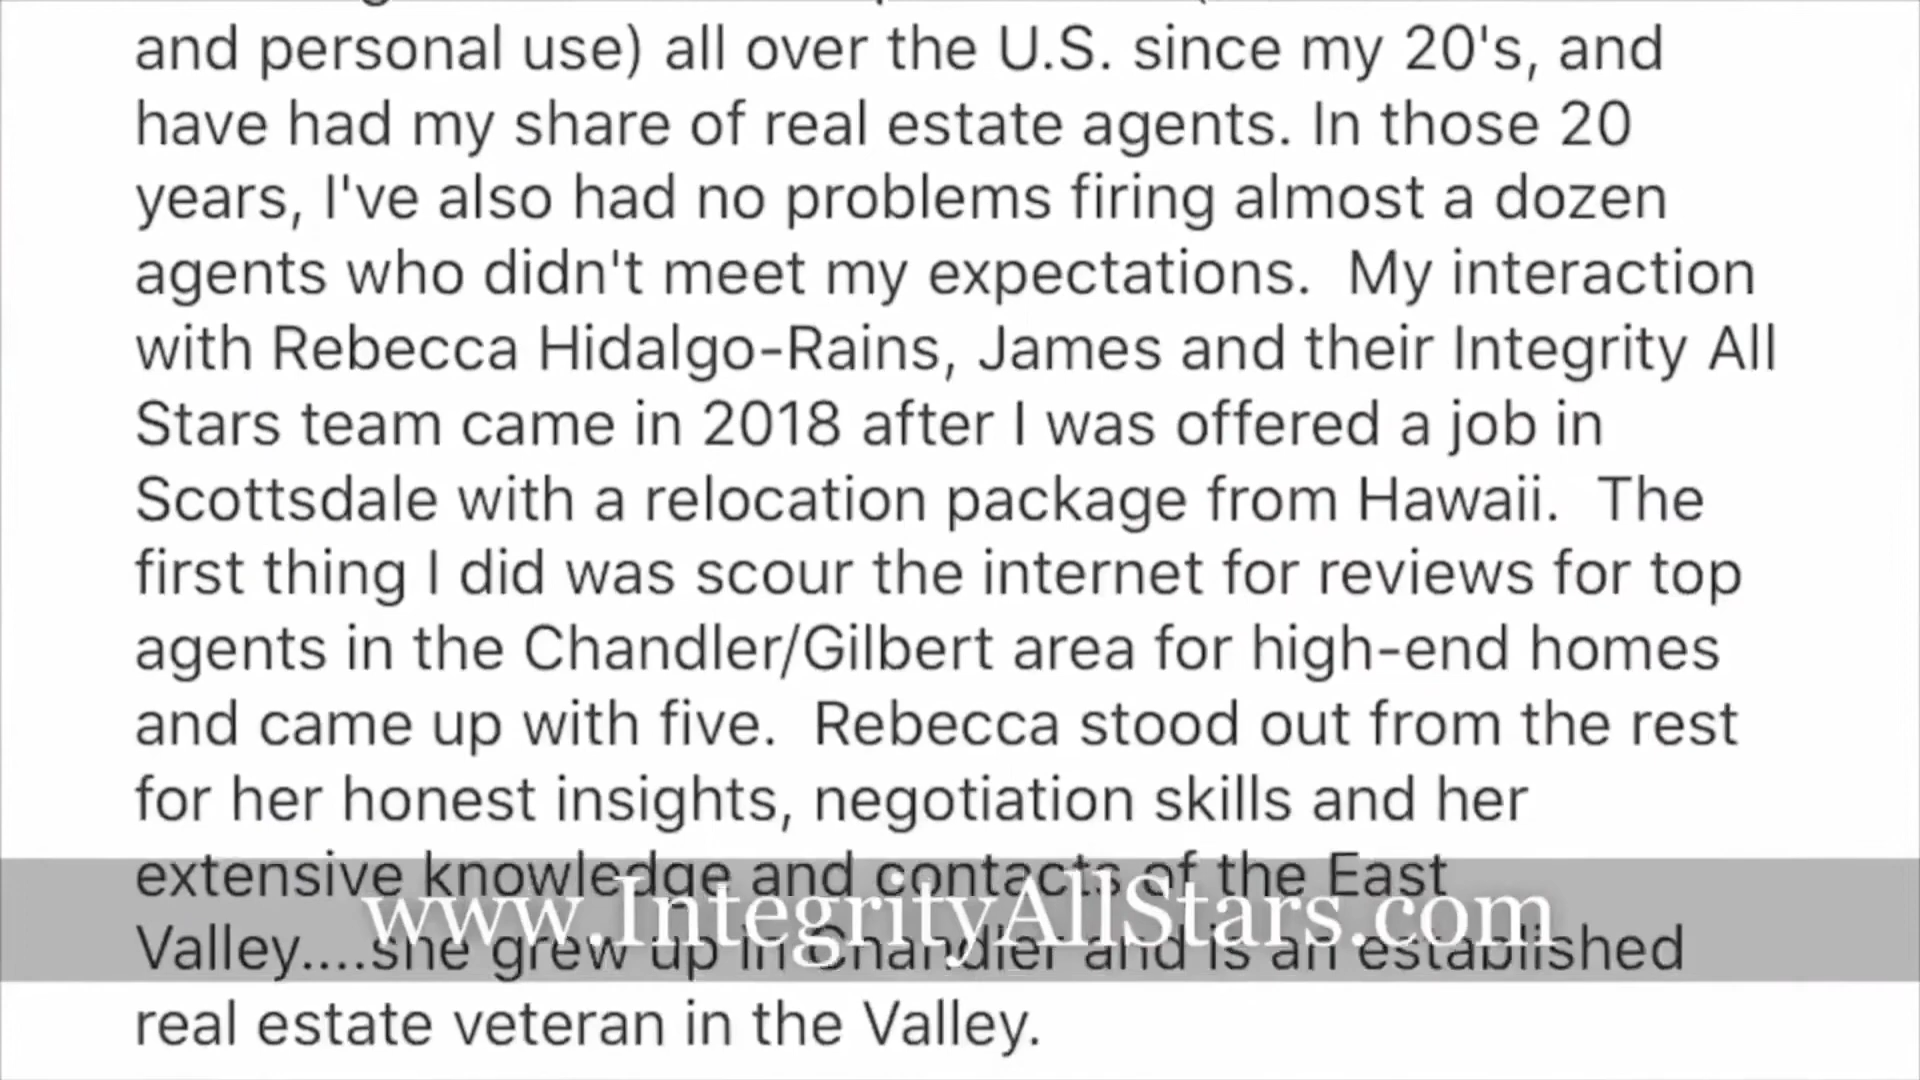 and personal use) all over the U.S. since my 20's, and
have had my share of real estate agents. In those 20
years, I've also had no problems firing almost a dozen
agents who didn't meet my expectations.  My interaction
with Rebecca Hidalgo-Rains, James and their Integrity All
Stars team came in 2018 after I was offered a job in
Scottsdale with a relocation package from Hawaii.  The
first thing I did was scour the internet for reviews for top
agents in the Chandler/Gilbert area for high-end homes
and came up with five.  Rebecca stood out from the rest
for her honest insights, negotiation skills and her
extensive knowledge and contacts of the East
www.IntegrityAllStars.com
Valley....she grew up in Chandler and is an established
real estate veteran in the Valley.